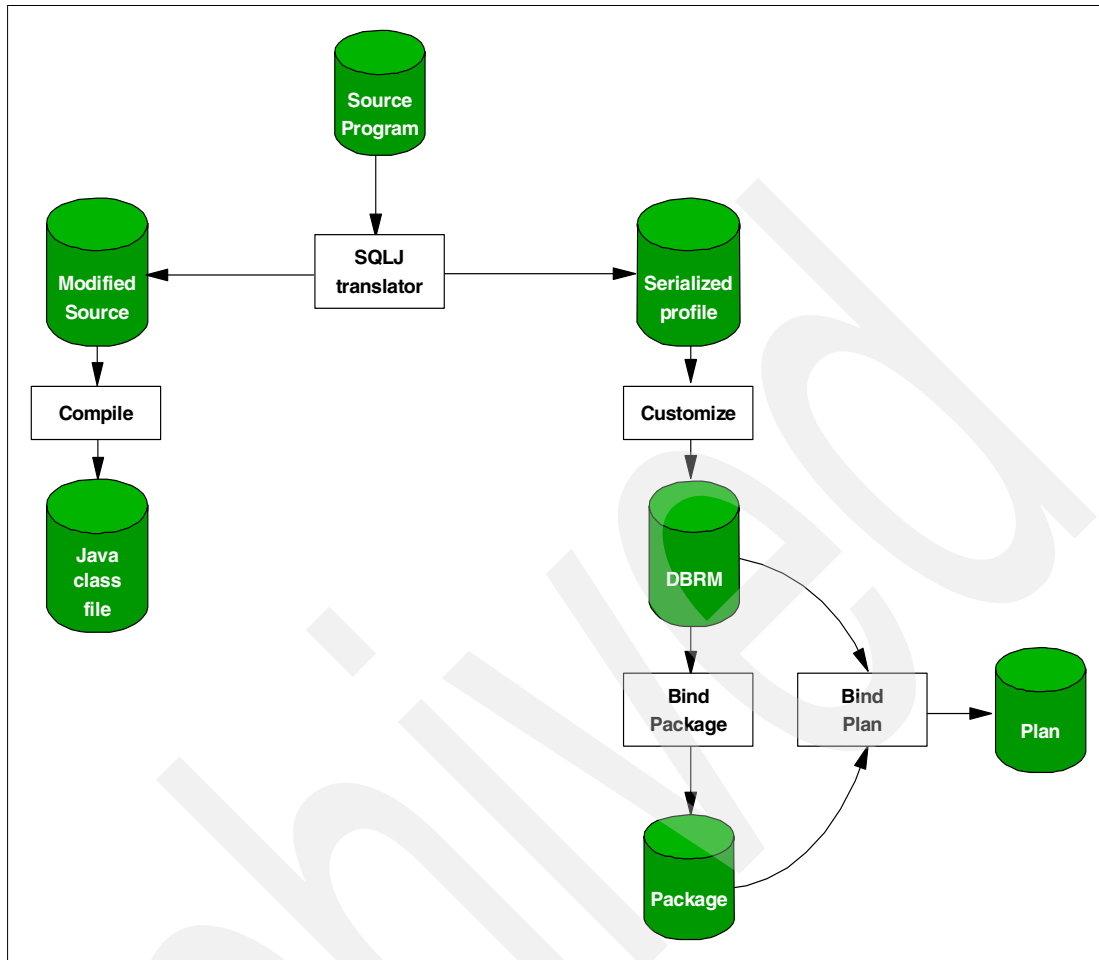 Source
Program
SQLJ
translator
Modified
Source
Serialized
profile
Compile
Customize
Java
class
file
DBRM
Bind
Package
Bind
Plan
Plan
Package
hived